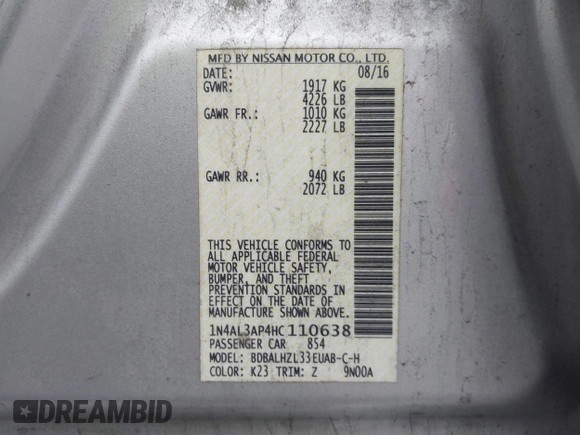 MFD BY NISSAN MOTOR CO., LTD.
DATE: 08/16
GVWR: 1917 KG
4226 LB
GAWR FR.: 1010 KG
2227 LB
GAWR RR.: 940 KG
2072 LB
THIS VEHICLE CONFORMS TO
ALL APPLICABLE FEDERAL
MOTOR VEHICLE SAFETY,
BUMPER, AND THEFT
PREVENTION STANDARDS IN
EFFECT ON THE DATE OF
MANUFACTURE SHOWN ABOVE.
1N4AL3AP4HC110638
PASSENGER CAR 854
MODEL: BDBALHZL33EUAB-C-H
COLOR: K23 TRIM: Z 9N00A
DREAMBID